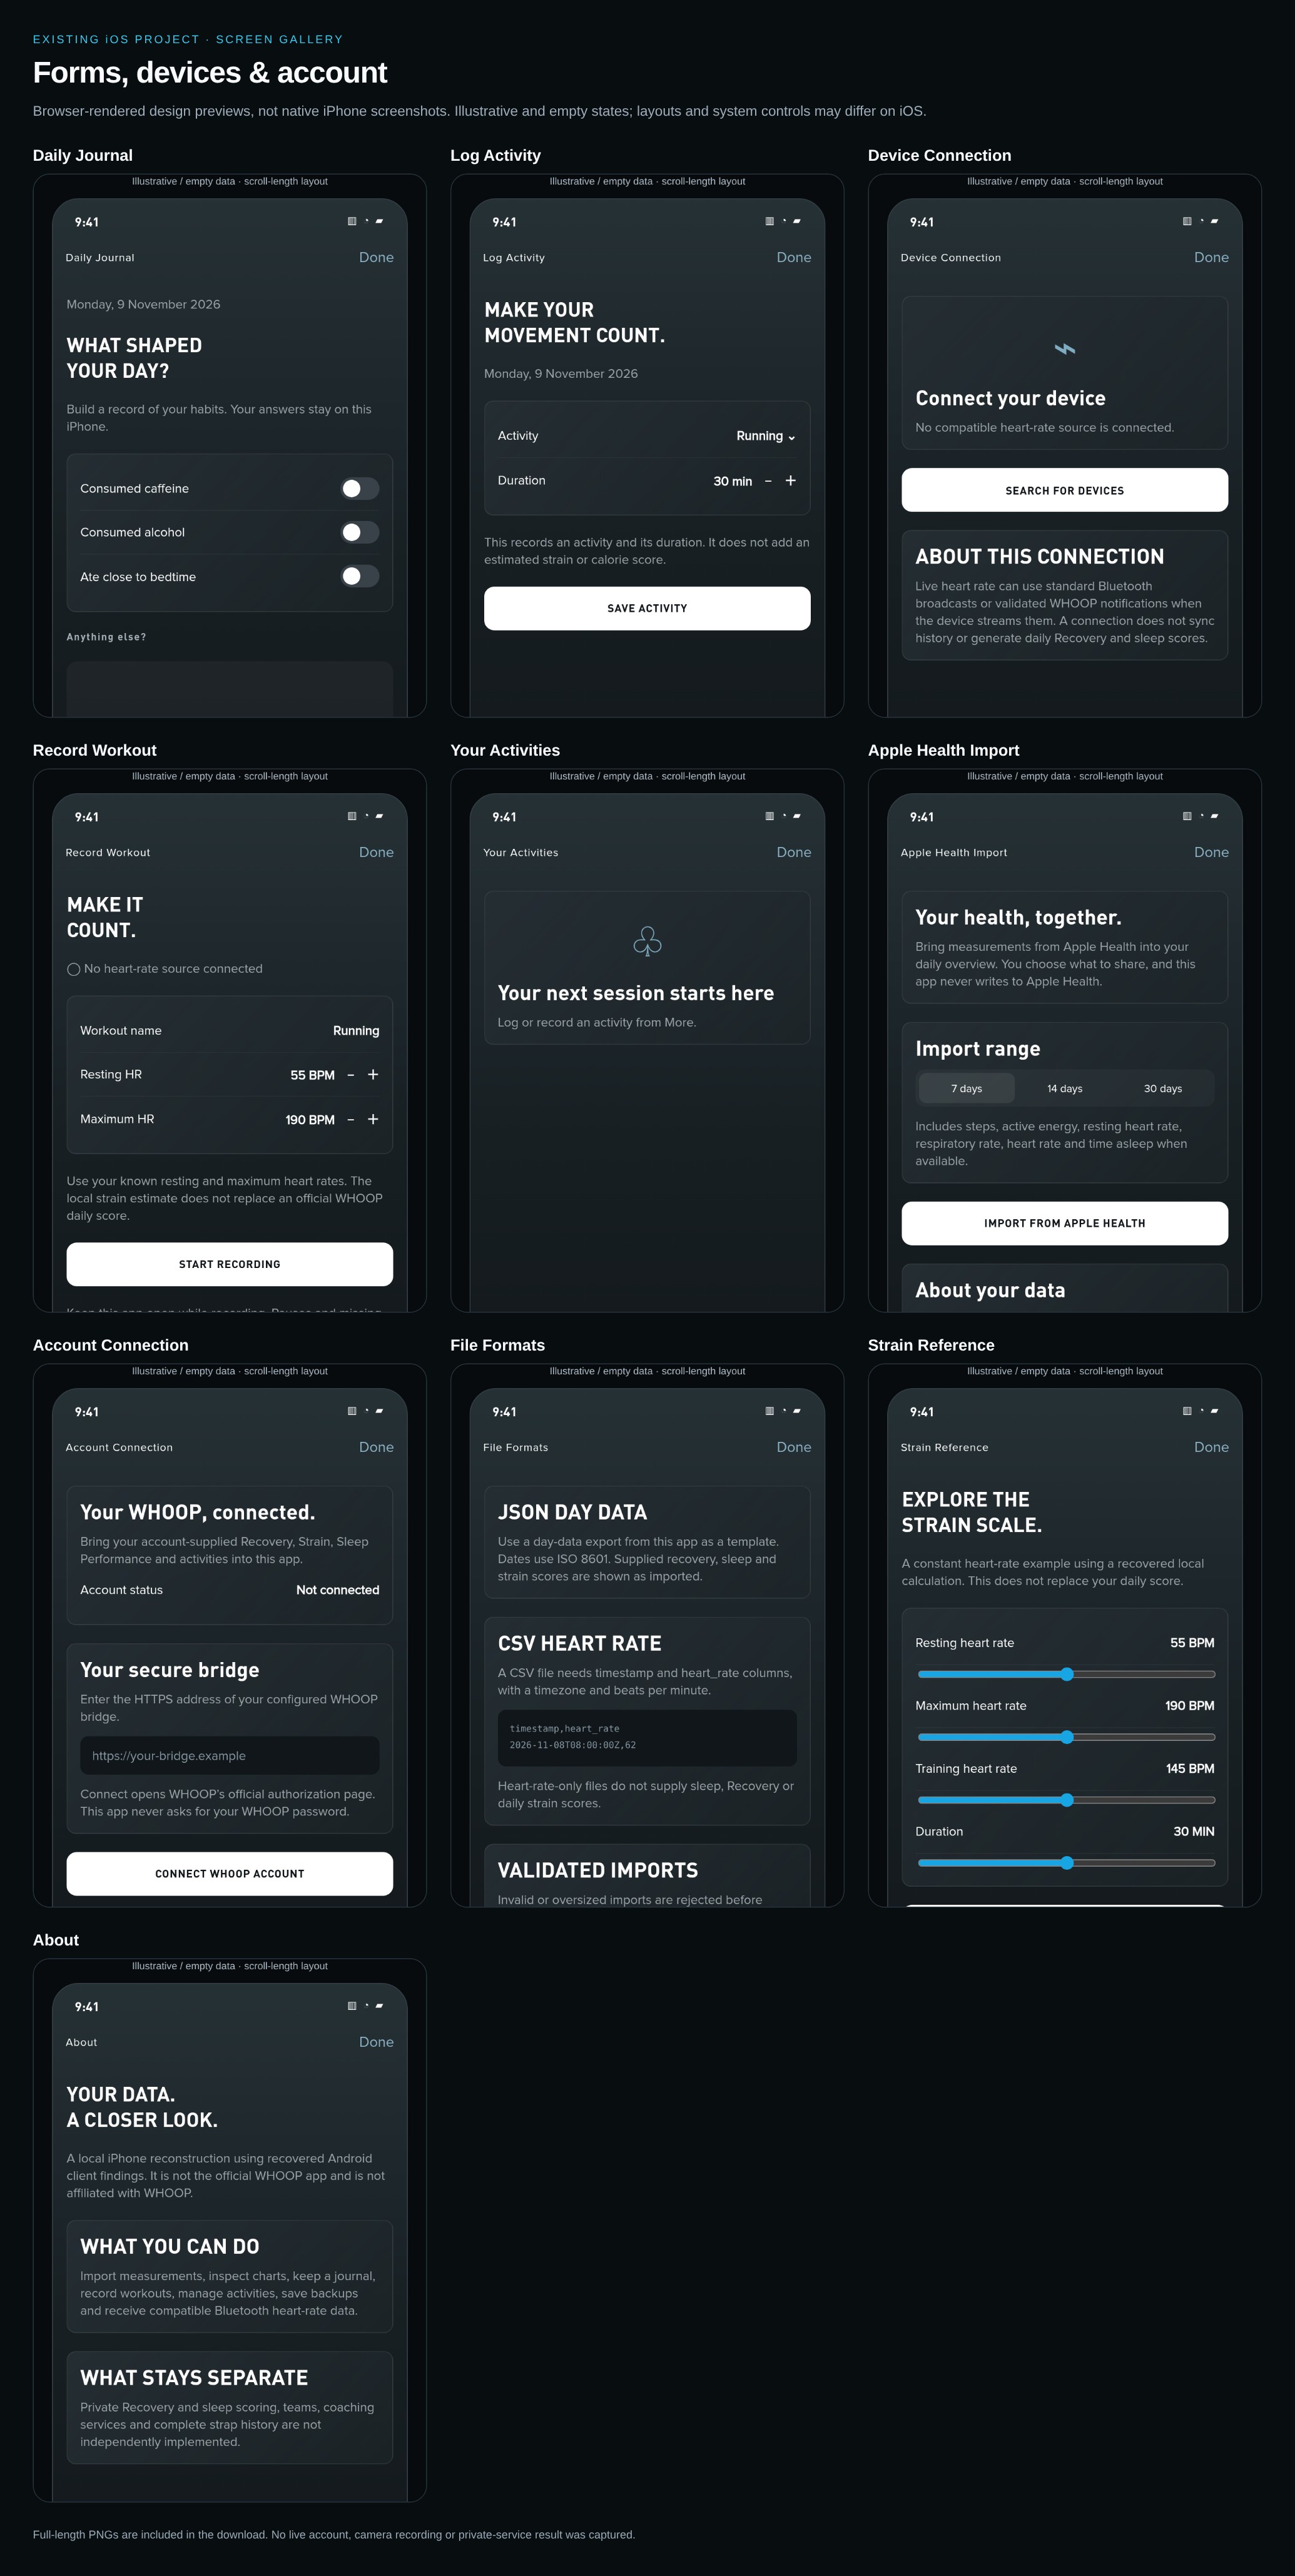 EXISTING iOS PROJECT · SCREEN GALLERY
Forms, devices & account
Browser-rendered design previews, not native iPhone screenshots. Illustrative and empty states; layouts and system controls may differ on iOS.
Daily Journal
Illustrative / empty data · scroll-length layout
9:41
Daily Journal
Done
Monday, 9 November 2026
WHAT SHAPED
YOUR DAY?
Build a record of your habits. Your answers stay on this
iPhone.
Consumed caffeine
Consumed alcohol
Ate close to bedtime
Anything else?
Log Activity
Illustrative / empty data · scroll-length layout
9:41
Log Activity
Done
MAKE YOUR
MOVEMENT COUNT.
Monday, 9 November 2026
Activity Running
Duration 30 min − +
This records an activity and its duration. It does not add an
estimated strain or calorie score.
SAVE ACTIVITY
Device Connection
Illustrative / empty data · scroll-length layout
9:41
Device Connection
Done
Connect your device
No compatible heart-rate source is connected.
SEARCH FOR DEVICES
ABOUT THIS CONNECTION
Live heart rate can use standard Bluetooth
broadcasts or validated WHOOP notifications when
the device streams them. A connection does not sync
history or generate daily Recovery and sleep scores.
Record Workout
Illustrative / empty data · scroll-length layout
9:41
Record Workout
Done
MAKE IT
COUNT.
No heart-rate source connected
Workout name Running
Resting HR 55 BPM − +
Maximum HR 190 BPM − +
Use your known resting and maximum heart rates. The
local strain estimate does not replace an official WHOOP
daily score.
START RECORDING
Keep this app open while recording. Pauses and missing
Your Activities
Illustrative / empty data · scroll-length layout
9:41
Your Activities
Done
Your next session starts here
Log or record an activity from More.
Apple Health Import
Illustrative / empty data · scroll-length layout
9:41
Apple Health Import
Done
Your health, together.
Bring measurements from Apple Health into your
daily overview. You choose what to share, and this
app never writes to Apple Health.
Import range
7 days 14 days 30 days
Includes steps, active energy, resting heart rate,
respiratory rate, heart rate and time asleep when
available.
IMPORT FROM APPLE HEALTH
About your data
Account Connection
Illustrative / empty data · scroll-length layout
9:41
Account Connection
Done
Your WHOOP, connected.
Bring your account-supplied Recovery, Strain, Sleep
Performance and activities into this app.
Account status Not connected
Your secure bridge
Enter the HTTPS address of your configured WHOOP
bridge.
https://your-bridge.example
Connect opens WHOOP's official authorization page.
This app never asks for your WHOOP password.
CONNECT WHOOP ACCOUNT
File Formats
Illustrative / empty data · scroll-length layout
9:41
File Formats
Done
JSON DAY DATA
Use a day-data export from this app as a template.
Dates use ISO 8601. Supplied recovery, sleep and
strain scores are shown as imported.
CSV HEART RATE
A CSV file needs timestamp and heart_rate columns,
with a timezone and beats per minute.
timestamp,heart_rate
2026-11-08T08:00:00Z,62
Heart-rate-only files do not supply sleep, Recovery or
daily strain scores.
VALIDATED IMPORTS
Invalid or oversized imports are rejected before
Strain Reference
Illustrative / empty data · scroll-length layout
9:41
Strain Reference
Done
EXPLORE THE
STRAIN SCALE.
A constant heart-rate example using a recovered local
calculation. This does not replace your daily score.
Resting heart rate 55 BPM
Maximum heart rate 190 BPM
Training heart rate 145 BPM
Duration 30 MIN
About
Illustrative / empty data · scroll-length layout
9:41
About
Done
YOUR DATA.
A CLOSER LOOK.
A local iPhone reconstruction using recovered Android
client findings. It is not the official WHOOP app and is not
affiliated with WHOOP.
WHAT YOU CAN DO
Import measurements, inspect charts, keep a journal,
record workouts, manage activities, save backups
and receive compatible Bluetooth heart-rate data.
WHAT STAYS SEPARATE
Private Recovery and sleep scoring, teams, coaching
services and complete strap history are not
independently implemented.
Full-length PNGs are included in the download. No live account, camera recording or private-service result was captured.